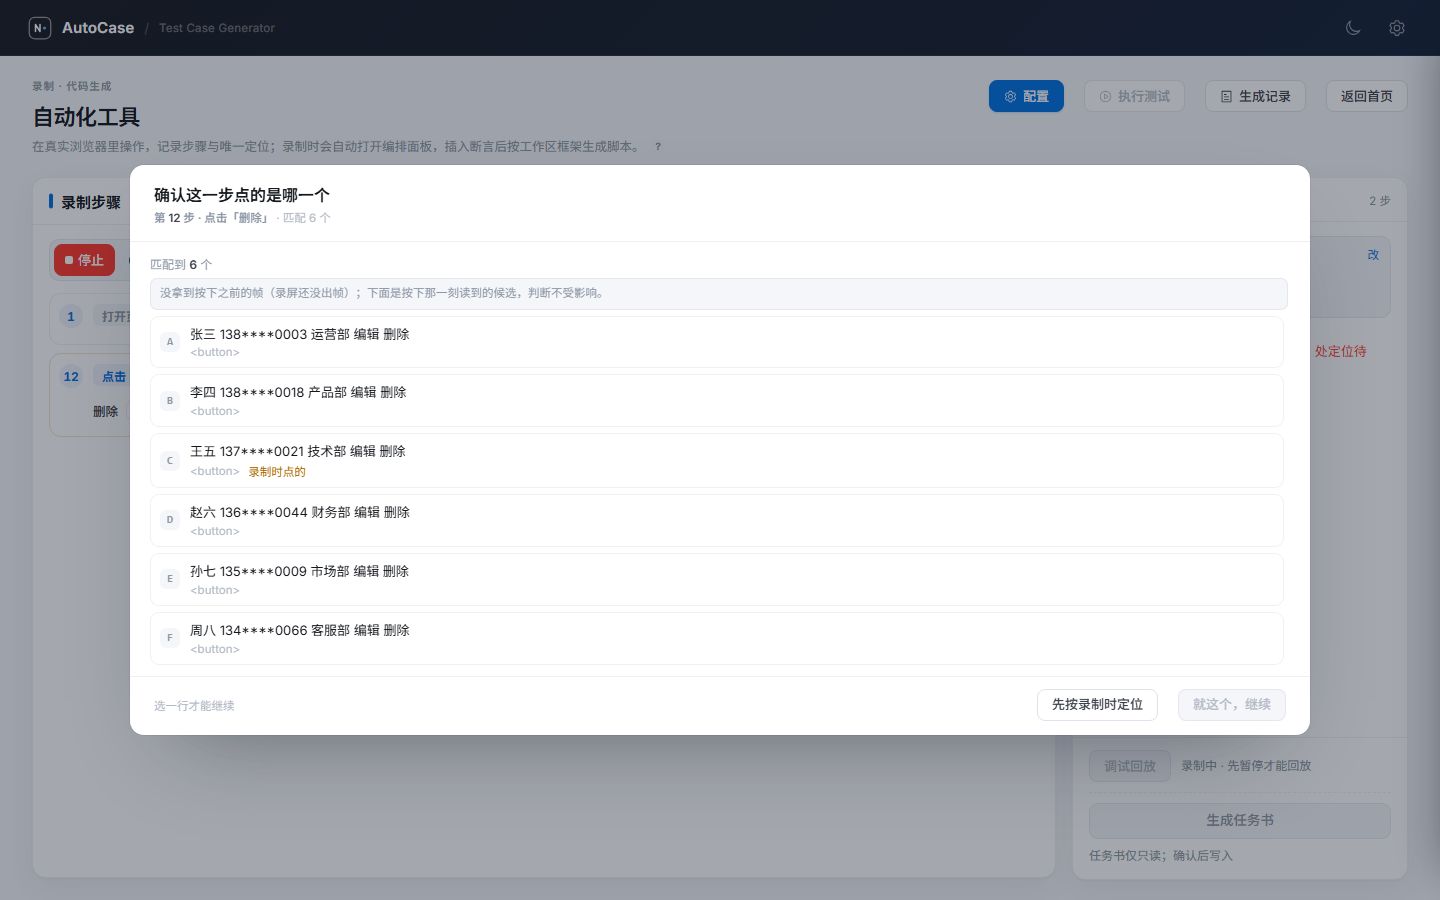 N
AutoCase / Test Case Generator
录制 · 代码生成
自动化工具
在真实浏览器里操作，记录步骤与唯一定位；录制时会自动打开编排面板，插入断言后按工作区框架生成脚本。 ?
配置
执行测试
生成记录
返回首页
录制步骤
2 步
停止
改
1 打开
12 点击
删除
处定位待
确认这一步点的是哪一个
第 12 步 · 点击「删除」 · 匹配 6 个
匹配到 6 个
没拿到按下之前的帧（录屏还没出帧）；下面是按下那一刻读到的候选，判断不受影响。
A 张三 138****0003 运营部 编辑 删除
<button>
B 李四 138****0018 产品部 编辑 删除
<button>
C 王五 137****0021 技术部 编辑 删除
<button> 录制时点的
D 赵六 136****0044 财务部 编辑 删除
<button>
E 孙七 135****0009 市场部 编辑 删除
<button>
F 周八 134****0066 客服部 编辑 删除
<button>
选一行才能继续
先按录制时定位
就这个，继续
调试回放 录制中 · 先暂停才能回放
生成任务书
任务书仅只读；确认后写入